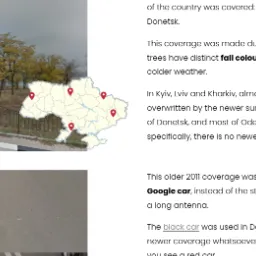 of the country was covered
Donetsk.
This coverage was made du
trees have distinct fall colou
colder weather.
In Kyiv, Lviv and Kharkiv, alm
overwritten by the newer su
of Donetsk, and most of Ode
specifically, there is no newe
This older 2011 coverage was
Google car, instead of the s
a long antenna.
The black car was used in D
newer coverage whatsoeve
you see a red car.